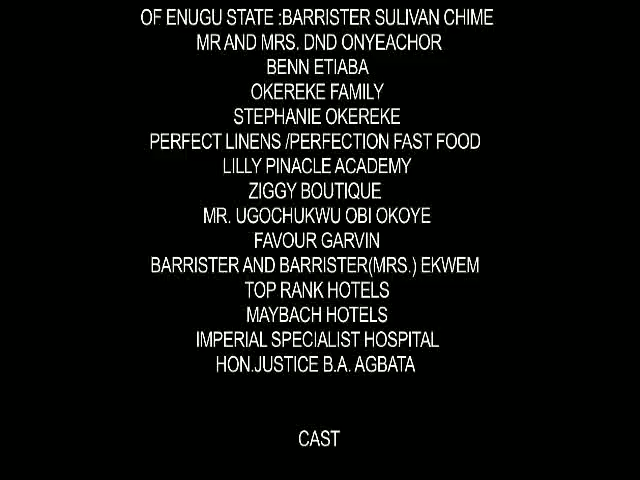 OF ENUGU STATE :BARRISTER SULIVAN CHIME
MR AND MRS. DND ONYEACHOR
BENN ETIABA
OKEREKE FAMILY
STEPHANIE OKEREKE
PERFECT LINENS /PERFECTION FAST FOOD
LILLY PINACLE ACADEMY
ZIGGY BOUTIQUE
MR. UGOCHUKWU OBI OKOYE
FAVOUR GARVIN
BARRISTER AND BARRISTER(MRS.) EKWEM
TOP RANK HOTELS
MAYBACH HOTELS
IMPERIAL SPECIALIST HOSPITAL
HON.JUSTICE B.A. AGBATA
CAST